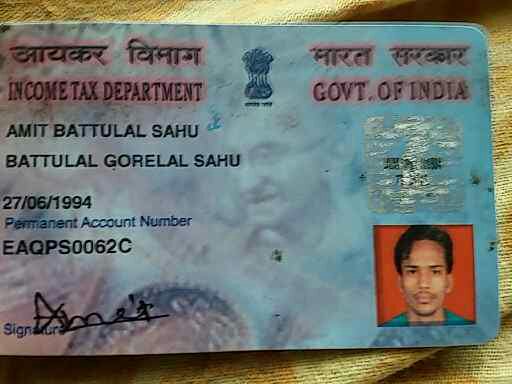 आयकर विभाग
भारत सरकार
INCOME TAX DEPARTMENT
GOVT. OF INDIA
AMIT BATTULAL SAHU
BATTULAL GORELAL SAHU
27/06/1994
Permanent Account Number
EAQPS0062C
Amit
Signature